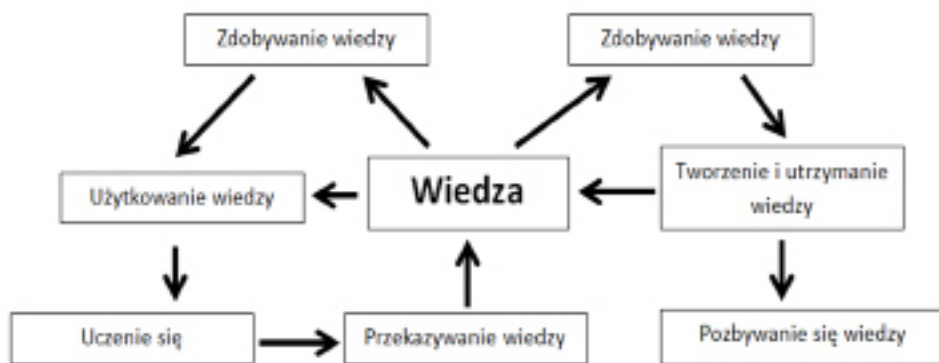 Zdobywanie wiedzy
Zdobywanie wiedzy
Użytkowanie wiedzy
Wiedza
Tworzenie i utrzymanie
wiedzy
Uczenie się
Przekazywanie wiedzy
Pozbywanie się wiedzy